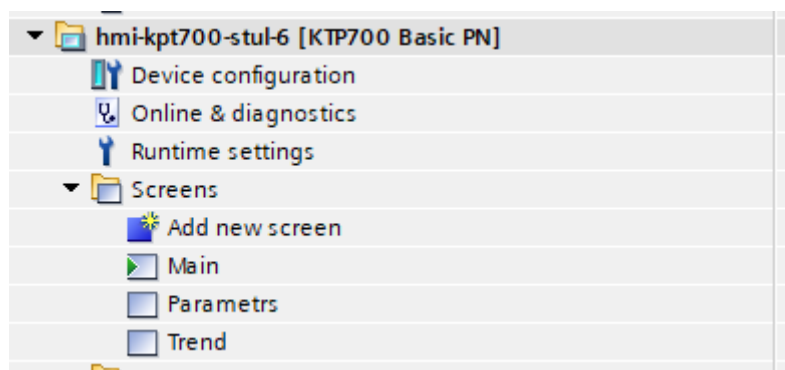 hmi-kpt700-stul-6 [KTP700 Basic PN]
Device configuration
Online & diagnostics
Runtime settings
Screens
Add new screen
Main
Parametrs
Trend